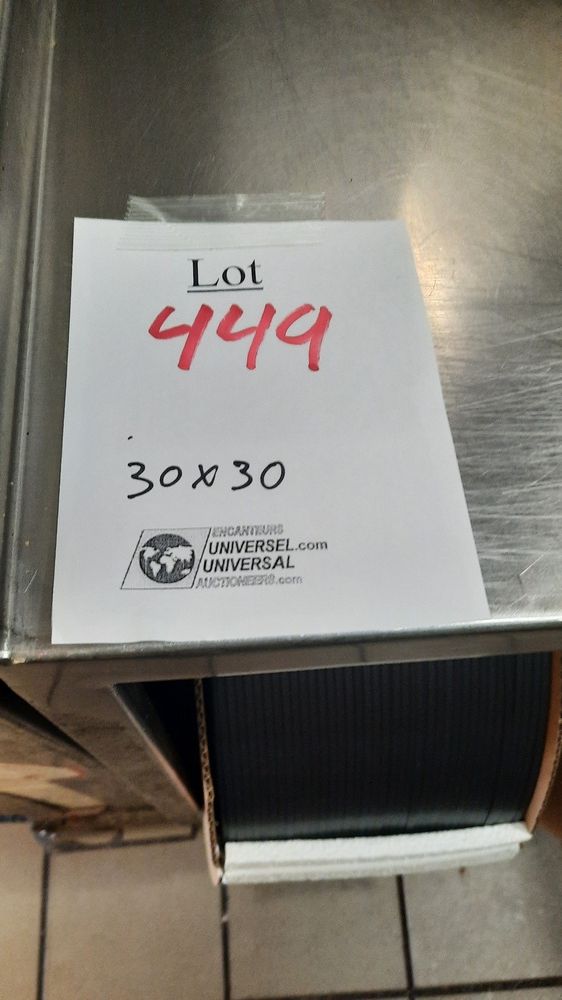 Lot
449
30x30
ENCANTEURS
UNIVERSEL.com
UNIVERSAL
AUCTIONEERS.com